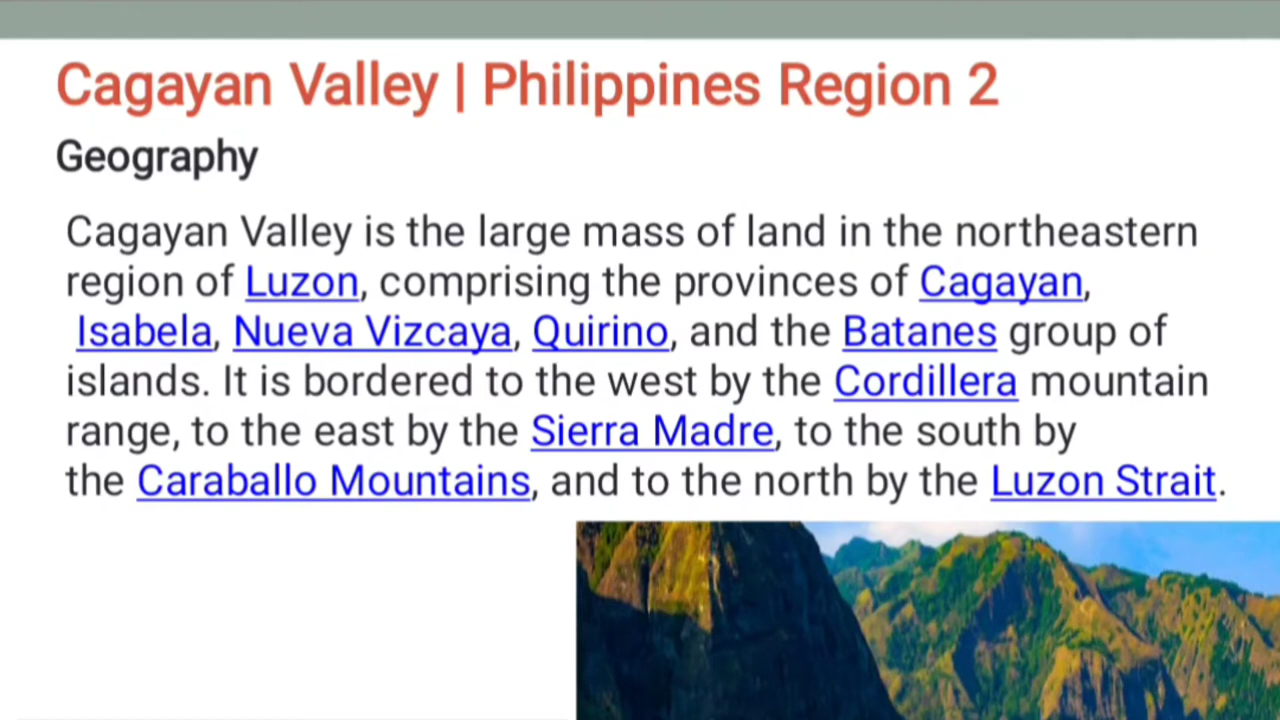 Cagayan Valley | Philippines Region 2
Geography
Cagayan Valley is the large mass of land in the northeastern
region of Luzon, comprising the provinces of Cagayan,
Isabela, Nueva Vizcaya, Quirino, and the Batanes group of
islands. It is bordered to the west by the Cordillera mountain
range, to the east by the Sierra Madre, to the south by
the Caraballo Mountains, and to the north by the Luzon Strait.